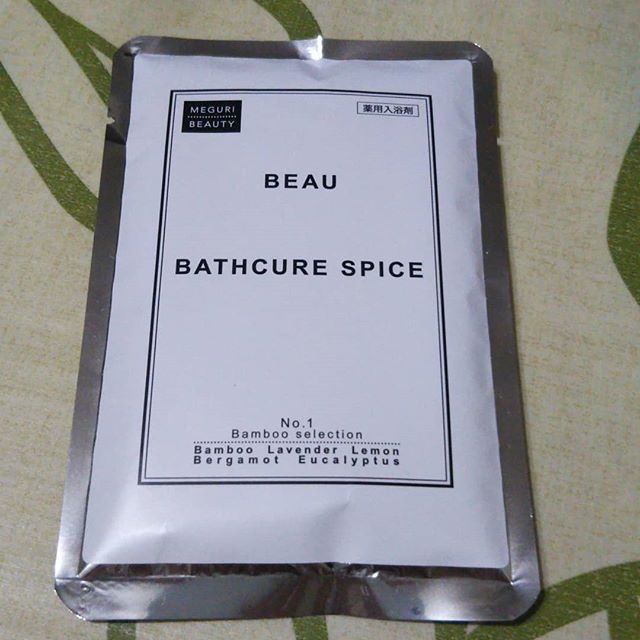 MEGURI
BEAUTY
薬用入浴剤
BEAU
BATHCURE SPICE
No.1
Bamboo selection
Bamboo Lavender Lemon
Bergamot Eucalyptus